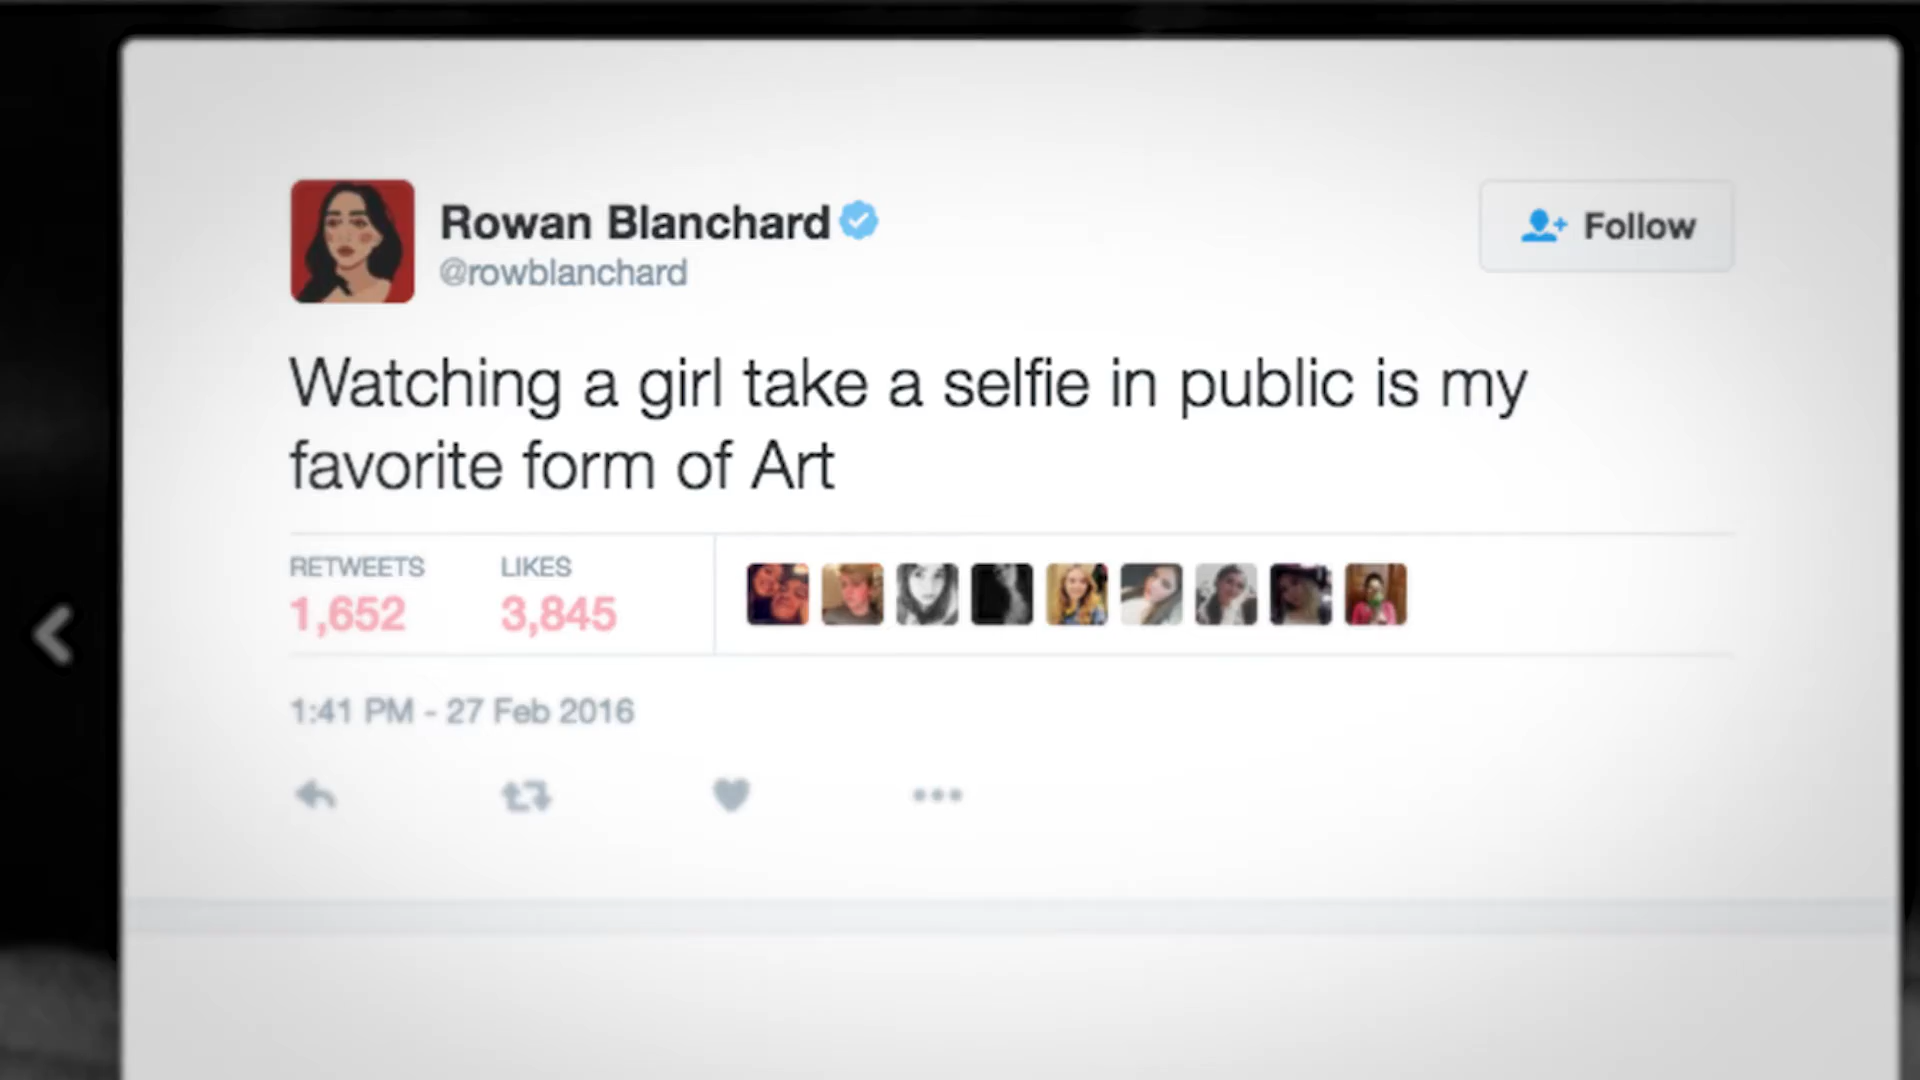 Rowan Blanchard
@rowblanchard
Follow
Watching a girl take a selfie in public is my
favorite form of Art
RETWEETS LIKES
1,652 3,845
1:41 PM - 27 Feb 2016